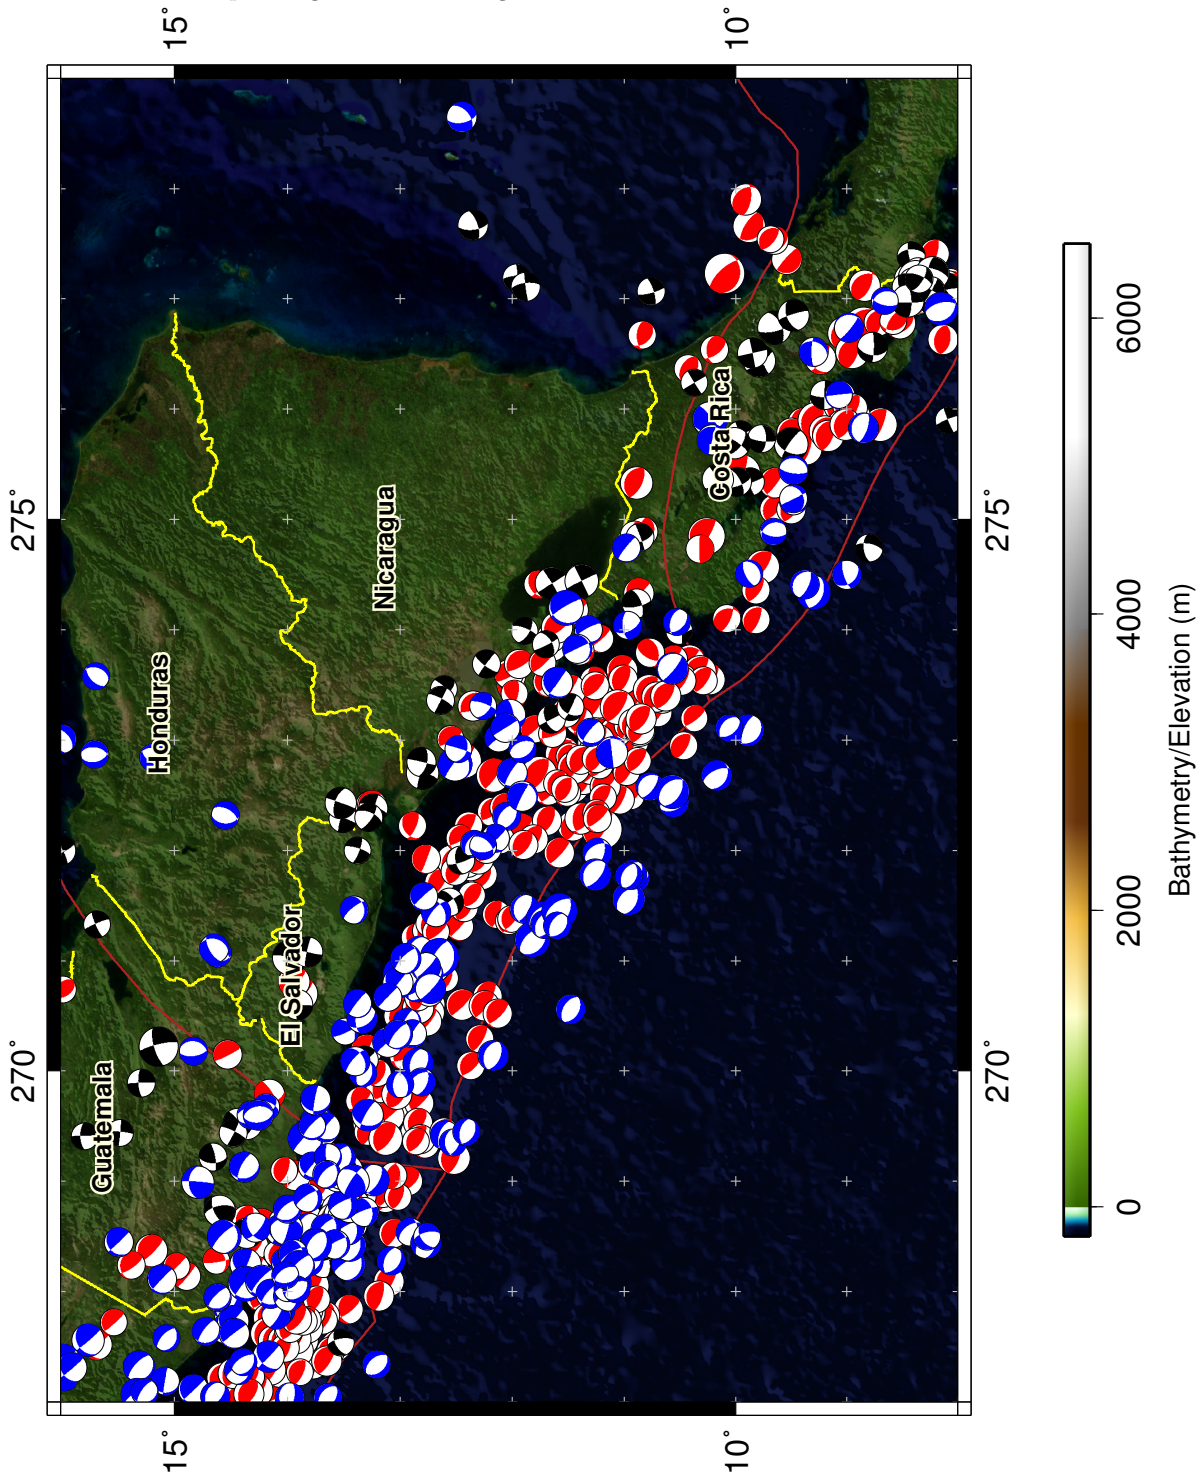 15°
10°
275°
275°
270°
270°
15°
10°
Honduras
Nicaragua
Costa Rica
El Salvador
Guatemala
0
2000
4000
6000
Bathymetry/Elevation (m)